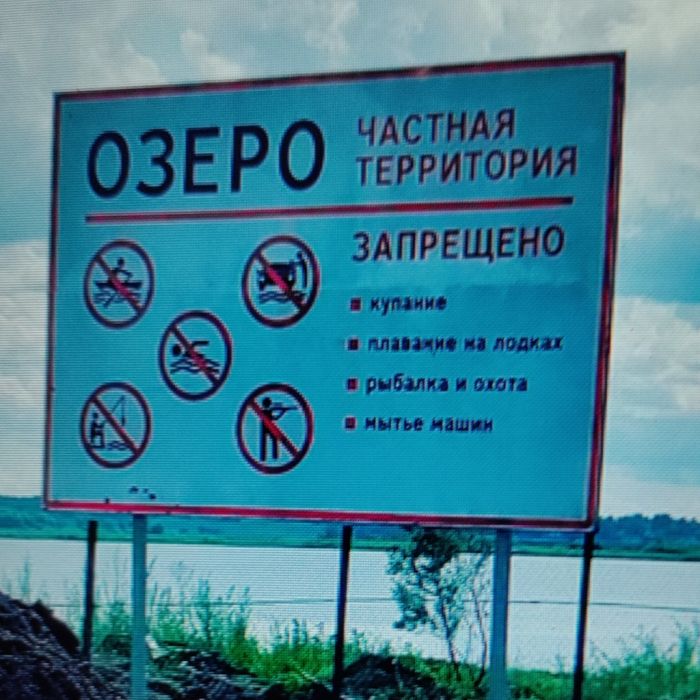 ОЗЕРО
ЧАСТНАЯ
ТЕРРИТОРИЯ
ЗАПРЕЩЕНО
купание
плавание на лодках
рыбалка и охота
мытье машин